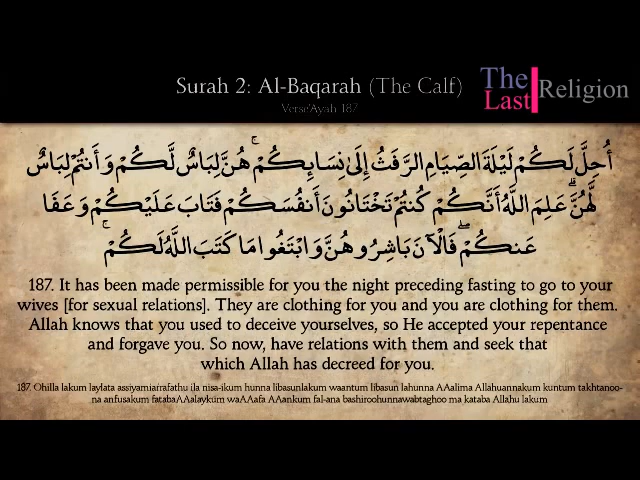 Surah 2: Al-Baqarah (The Calf)
Verse/Ayah 187
The
Last
Religion
أُحِلَّ لَكُمْ لَيْلَةَ الصِّيَامِ الرَّفَثُ إِلَىٰ نِسَائِكُمْ ۚ هُنَّ لِبَاسٌ لَّكُمْ وَأَنتُمْ لِبَاسٌ
لَّهُنَّ ۗ عَلِمَ اللَّهُ أَنَّكُمْ كُنتُمْ تَخْتَانُونَ أَنفُسَكُمْ فَتَابَ عَلَيْكُمْ وَعَفَا
عَنكُمْ ۖ فَالْآنَ بَاشِرُوهُنَّ وَابْتَغُوا مَا كَتَبَ اللَّهُ لَكُمْ ۚ
187. It has been made permissible for you the night preceding fasting to go to your
wives [for sexual relations]. They are clothing for you and you are clothing for them.
Allah knows that you used to deceive yourselves, so He accepted your repentance
and forgave you. So now, have relations with them and seek that
which Allah has decreed for you.
187. Ohilla lakum laylata assiyamiarrafathu ila nisa-ikum hunna libasunlakum waantum libasun lahunna AAalima Allahuannakum kuntum takhtanoo-
na anfusakum fatabaAAalaykum waAAafa AAankum fal-ana bashiroohunnawabtaghoo ma kataba Allahu lakum